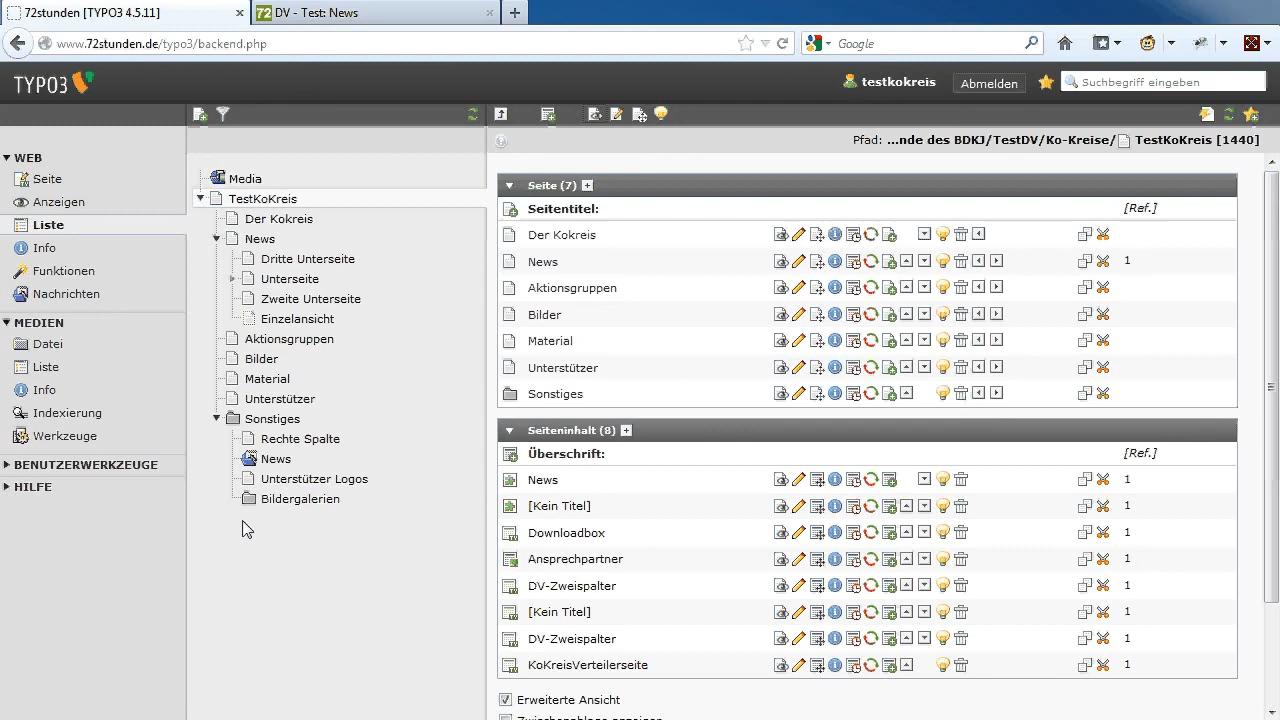 72stunden [TYPO3 4.5.11]
72 DV - Test: News
www.72stunden.de/typo3/backend.php
Google
TYPO3
testkokreis
Abmelden
Suchbegriff eingeben
Pfad: ...nde des BDKJ/TestDV/Ko-Kreise/ TestKoKreis [1440]
WEB
Seite
Anzeigen
Liste
Info
Funktionen
Nachrichten
MEDIEN
Datei
Liste
Info
Indexierung
Werkzeuge
BENUTZERWERKZEUGE
HILFE
Media
TestKoKreis
Der Kokreis
News
Dritte Unterseite
Unterseite
Zweite Unterseite
Einzelansicht
Aktionsgruppen
Bilder
Material
Unterstützer
Sonstiges
Rechte Spalte
News
Unterstützer Logos
Bildergalerien
Seite (7)
Seitentitel: [Ref.]
Der Kokreis
News 1
Aktionsgruppen
Bilder
Material
Unterstützer
Sonstiges
Seiteninhalt (8)
Überschrift: [Ref.]
News 1
[Kein Titel] 1
Downloadbox 1
Ansprechpartner 1
DV-Zweispalter 1
[Kein Titel] 1
DV-Zweispalter 1
KoKreisVerteilerseite 1
Erweiterte Ansicht
Zwischenablage anzeigen